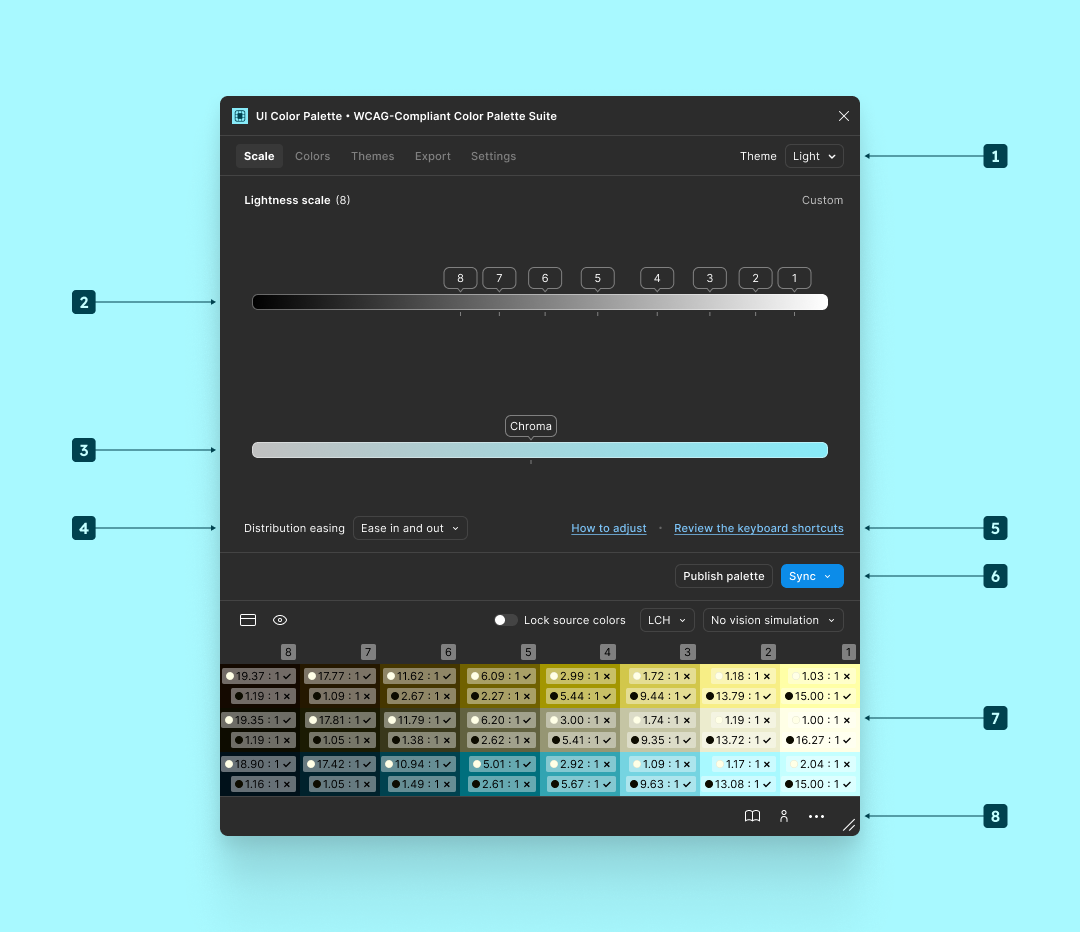 UI Color Palette • WCAG-Compliant Color Palette Suite
Scale Colors Themes Export Settings Theme Light 1
Lightness scale (8) Custom
8 7 6 5 4 3 2 1
2
Chroma
3
4 Distribution easing Ease in and out How to adjust · Review the keyboard shortcuts 5
Publish palette Sync 6
Lock source colors LCH No vision simulation
8 7 6 5 4 3 2 1
19.37 : 1 ✓ 17.77 : 1 ✓ 11.62 : 1 ✓ 6.09 : 1 ✓ 2.99 : 1 × 1.72 : 1 × 1.18 : 1 × 1.03 : 1 ×
1.19 : 1 × 1.09 : 1 × 2.67 : 1 × 2.27 : 1 × 5.44 : 1 ✓ 9.44 : 1 ✓ 13.79 : 1 ✓ 15.00 : 1 ✓
19.35 : 1 ✓ 17.81 : 1 ✓ 11.79 : 1 ✓ 6.20 : 1 ✓ 3.00 : 1 × 1.74 : 1 × 1.19 : 1 × 1.00 : 1 × 7
1.19 : 1 × 1.05 : 1 × 1.38 : 1 × 2.62 : 1 × 5.41 : 1 ✓ 9.35 : 1 ✓ 13.72 : 1 ✓ 16.27 : 1 ✓
18.90 : 1 ✓ 17.42 : 1 ✓ 10.94 : 1 ✓ 5.01 : 1 ✓ 2.92 : 1 × 1.09 : 1 × 1.17 : 1 × 2.04 : 1 ×
1.16 : 1 × 1.05 : 1 × 1.49 : 1 × 2.61 : 1 × 5.67 : 1 ✓ 9.63 : 1 ✓ 13.08 : 1 ✓ 15.00 : 1 ✓
8